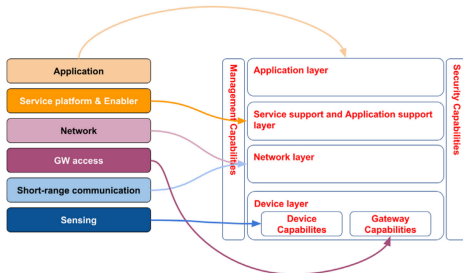 Application
Service platform & Enabler
Network
GW access
Short-range communication
Sensing
Management Capabilities
Application layer
Service support and Application support
layer
Network layer
Device layer
Device
Capabilites
Gateway
Capabilities
Security Capabilities